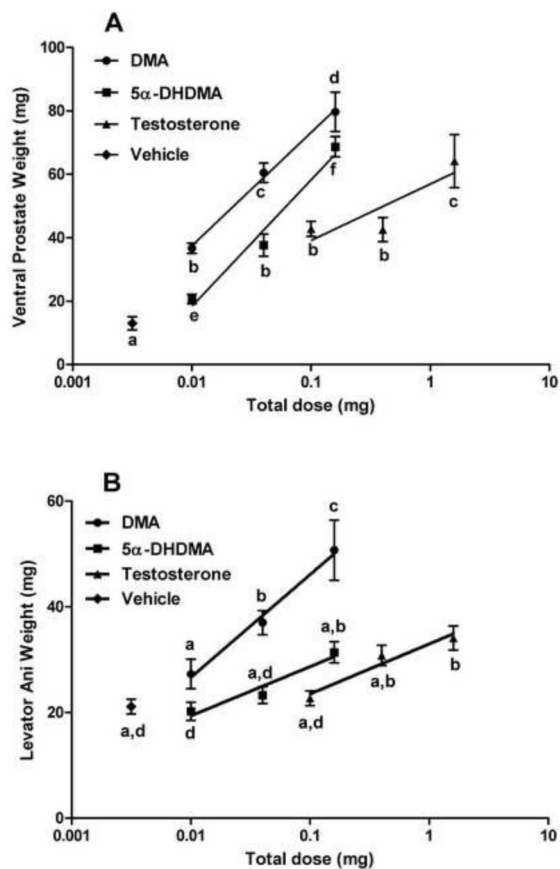 A
100
80
60
40
20
0
Ventral Prostate Weight (mg)
DMA
5α-DHDMA
Testosterone
Vehicle
a
b
c
d
e
b
f
b
b
c
0.001
0.01
0.1
1
10
Total dose (mg)
B
60
40
20
0
Levator Ani Weight (mg)
DMA
5α-DHDMA
Testosterone
Vehicle
a,d
a
b
c
d
a,d
a,b
a,d
a,b
b
0.001
0.01
0.1
1
10
Total dose (mg)